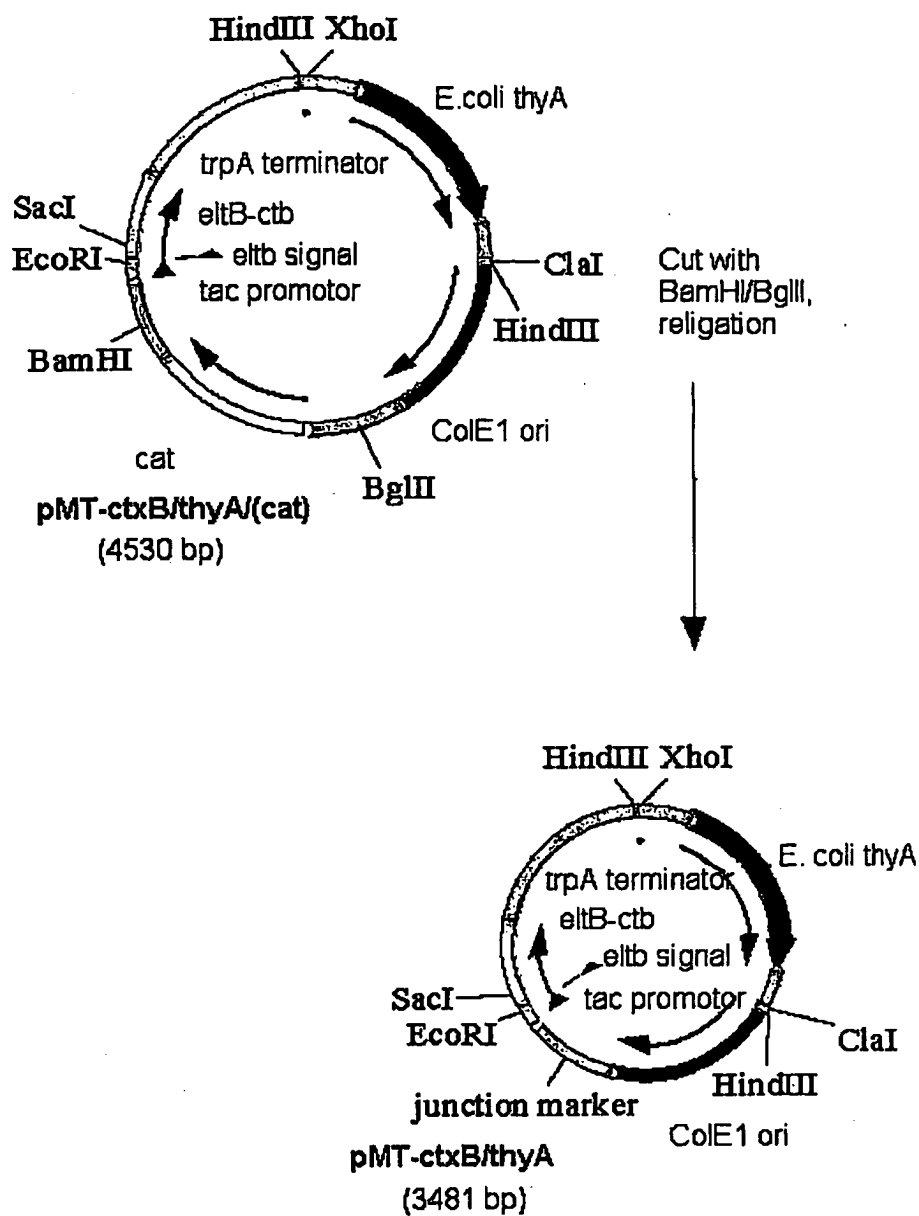 HindIII XhoI
E.coli thyA
trpA terminator
SacI
eltB-ctb
EcoRI
eltb signal
ClaI
tac promotor
Cut with
BamHI/BglII,
religation
HindIII
BamHI
ColE1 ori
cat
BglII
pMT-ctxB/thyA/(cat)
(4530 bp)
HindIII XhoI
E. coli thyA
trpA terminator
eltB-ctb
eltb signal
SacI
tac promotor
EcoRI
ClaI
HindIII
junction marker
ColE1 ori
pMT-ctxB/thyA
(3481 bp)